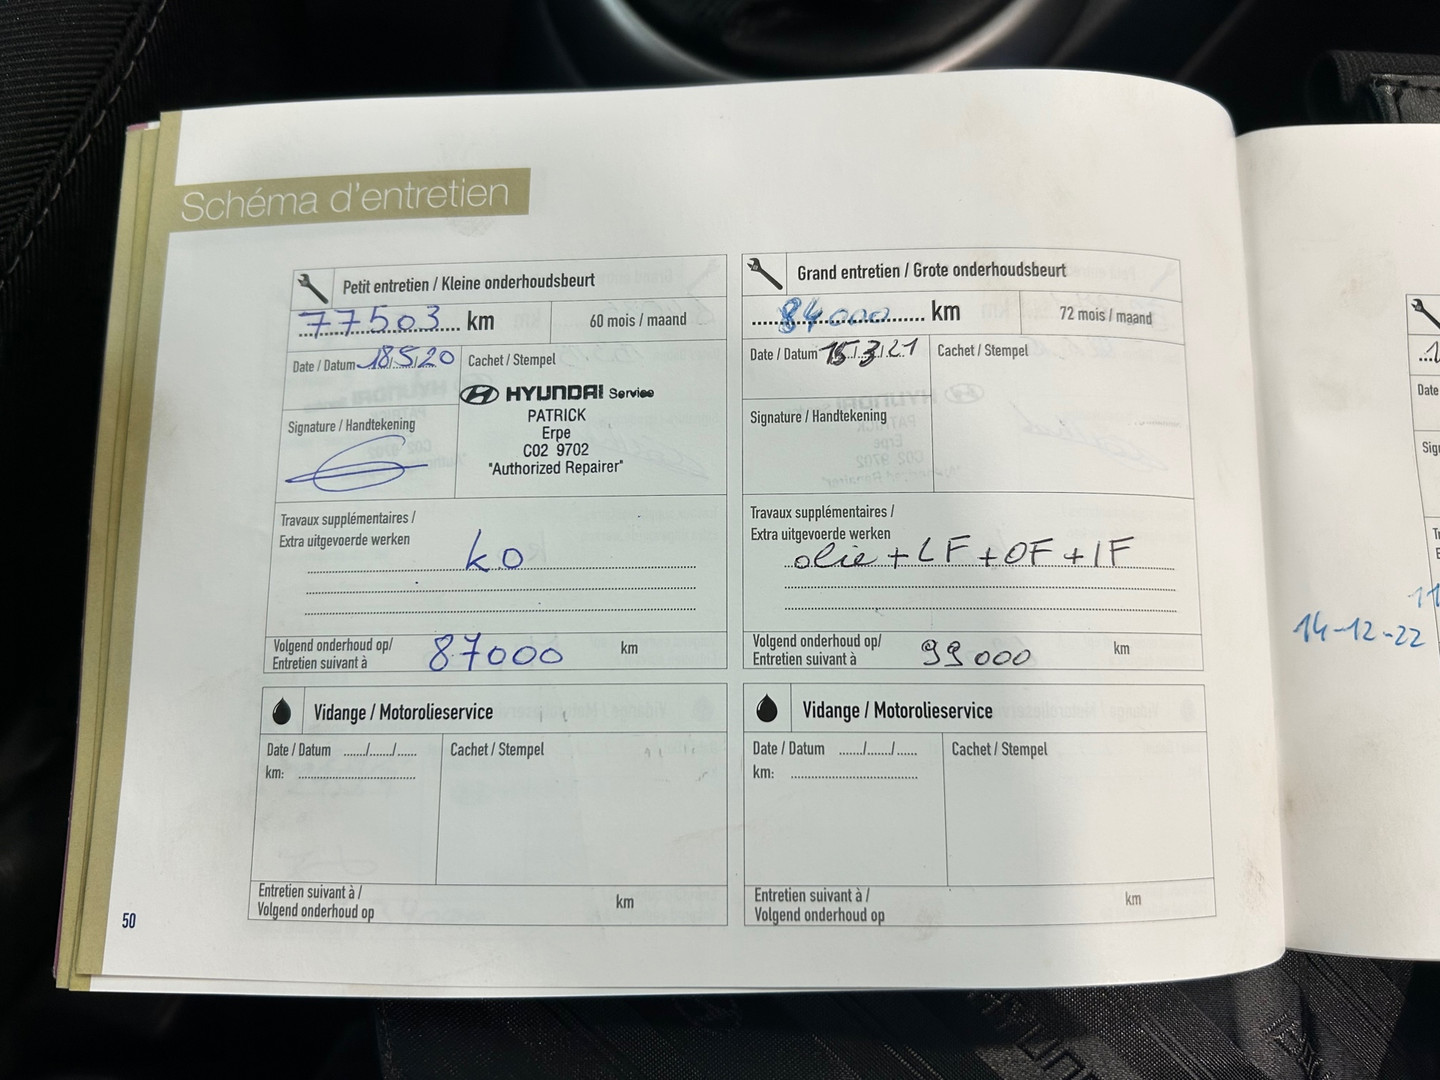 Schéma d'entretien
Petit entretien / Kleine onderhoudsbeurt
77503 km
60 mois / maand
Date / Datum 18/5/20
Cachet / Stempel
HYUNDAI Service
PATRICK
Erpe
C02 9702
"Authorized Repairer"
Signature / Handtekening
Travaux supplémentaires /
Extra uitgevoerde werken
KO
Volgend onderhoud op/
Entretien suivant à
87000 km
Vidange / Motorolieservice
Date / Datum ....../....../......
km: ..............................
Cachet / Stempel
Entretien suivant à /
Volgend onderhoud op
km
Grand entretien / Grote onderhoudsbeurt
84000 km
72 mois / maand
Date / Datum 15/3/21
Cachet / Stempel
Signature / Handtekening
Travaux supplémentaires /
Extra uitgevoerde werken
olie + LF + OF + IF
Volgend onderhoud op/
Entretien suivant à
99000 km
Vidange / Motorolieservice
Date / Datum ....../....../......
km: ..............................
Cachet / Stempel
Entretien suivant à /
Volgend onderhoud op
km
50
Date
14-12-22